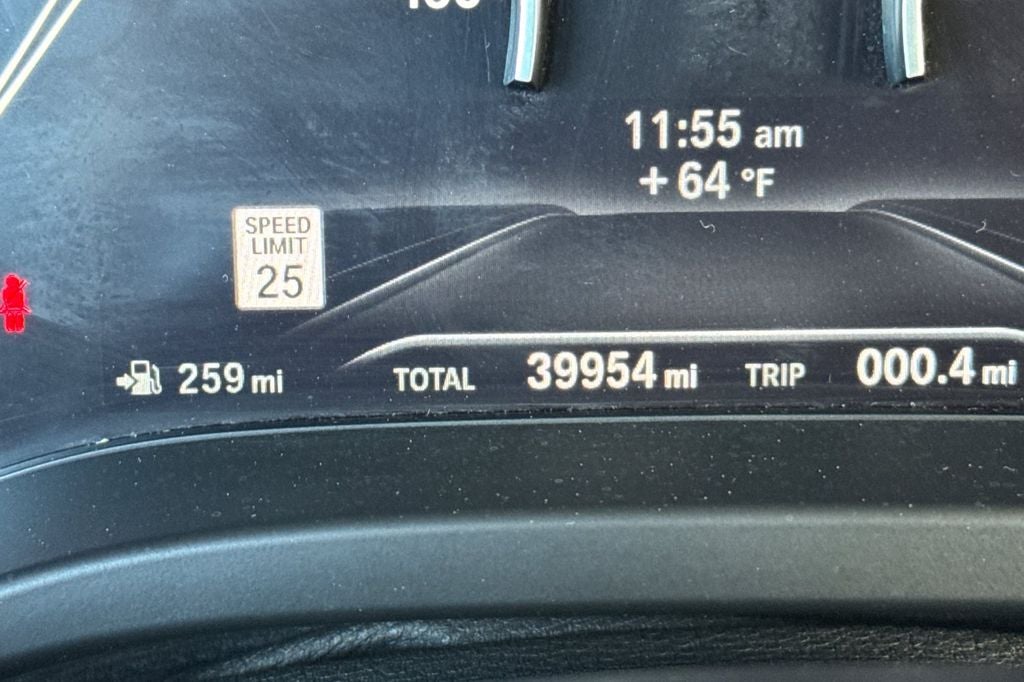 11:55 am
+ 64 °F
SPEED
LIMIT
25
259 mi TOTAL 39954 mi TRIP 000.4 mi